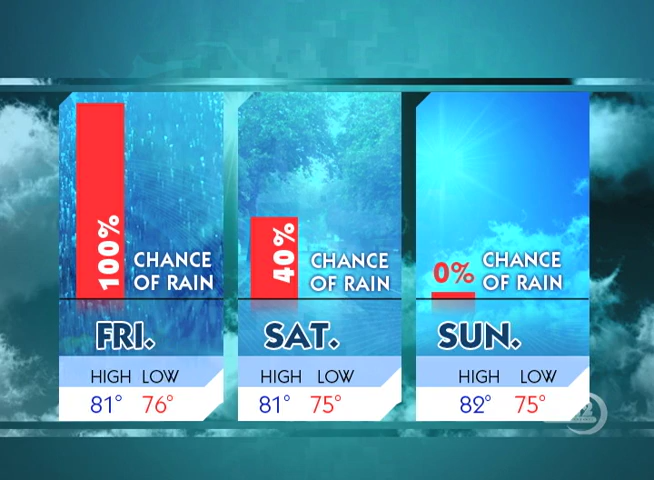 100%
CHANCE
OF RAIN
FRI.
HIGH LOW
81° 76°
40%
CHANCE
OF RAIN
SAT.
HIGH LOW
81° 75°
0%
CHANCE
OF RAIN
SUN.
HIGH LOW
82° 75°